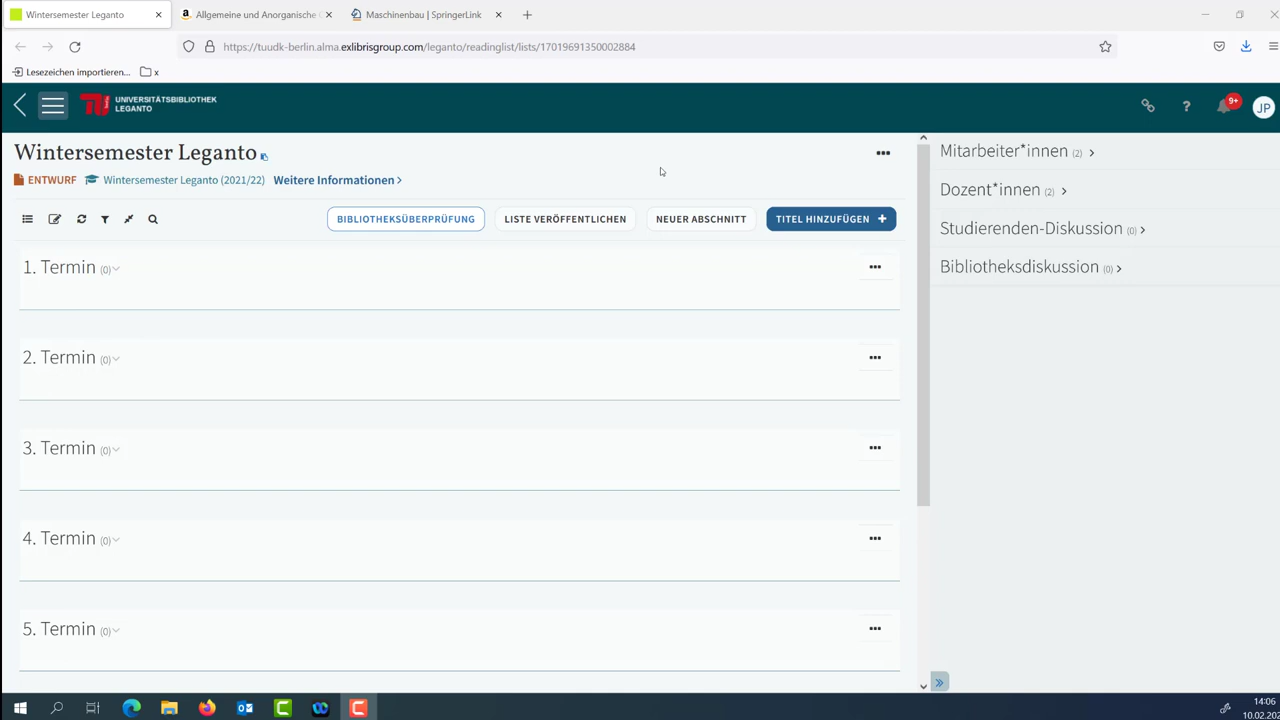 Wintersemester Leganto
Allgemeine und Anorganische
Maschinenbau | SpringerLink
https://tuudk-berlin.alma.exlibrisgroup.com/leganto/readinglist/lists/17019691350002884
Lesezeichen importieren...
x
UNIVERSITÄTSBIBLIOTHEK
LEGANTO
9+
JP
Wintersemester Leganto
ENTWURF Wintersemester Leganto (2021/22) Weitere Informationen
BIBLIOTHEKSÜBERPRÜFUNG LISTE VERÖFFENTLICHEN NEUER ABSCHNITT TITEL HINZUFÜGEN +
1. Termin (0)
2. Termin (0)
3. Termin (0)
4. Termin (0)
5. Termin (0)
Mitarbeiter*innen (2)
Dozent*innen (2)
Studierenden-Diskussion (0)
Bibliotheksdiskussion (0)
14:06